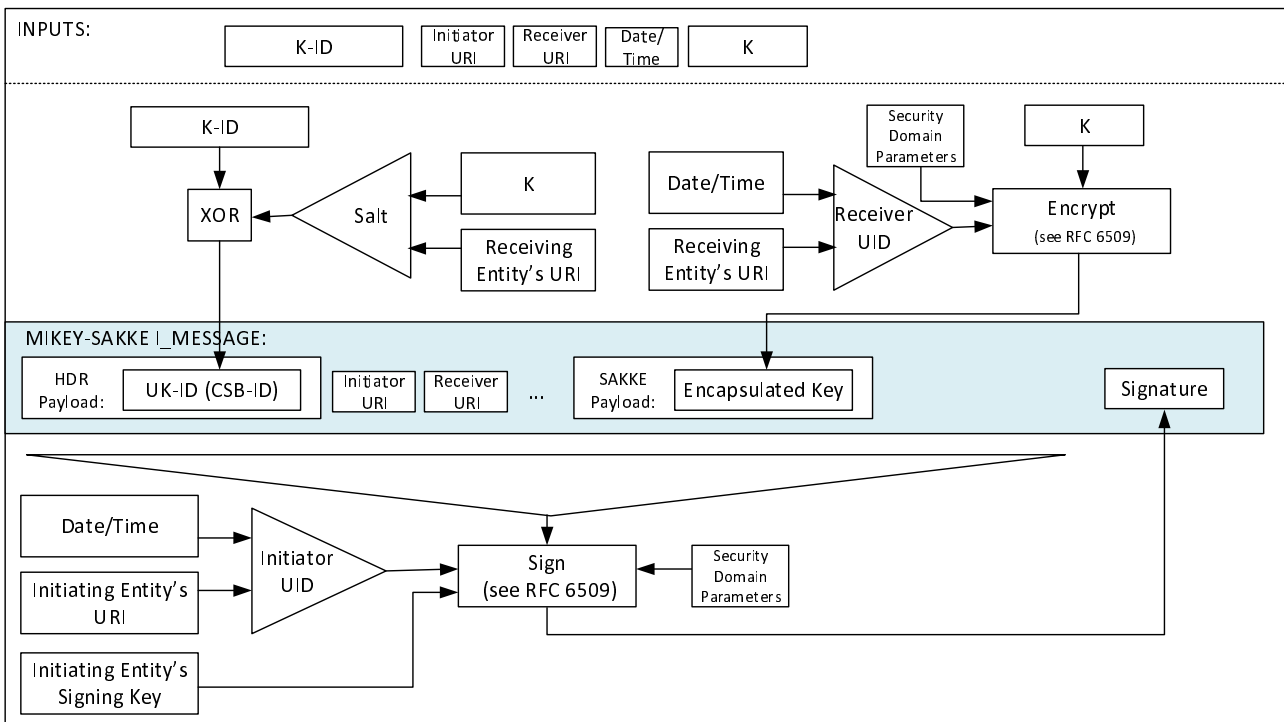 INPUTS:
K-ID
Initiator
URI
Receiver
URI
Date/
Time
K
K-ID
XOR
Salt
K
Receiving
Entity's URI
Date/Time
Receiving
Entity's URI
Receiver
UID
Security
Domain
Parameters
K
Encrypt
(see RFC 6509)
MIKEY-SAKKE I_MESSAGE:
HDR
Payload:
UK-ID (CSB-ID)
Initiator
URI
Receiver
URI
...
SAKKE
Payload:
Encapsulated Key
Signature
Date/Time
Initiating Entity's
URI
Initiator
UID
Sign
(see RFC 6509)
Security
Domain
Parameters
Initiating Entity's
Signing Key